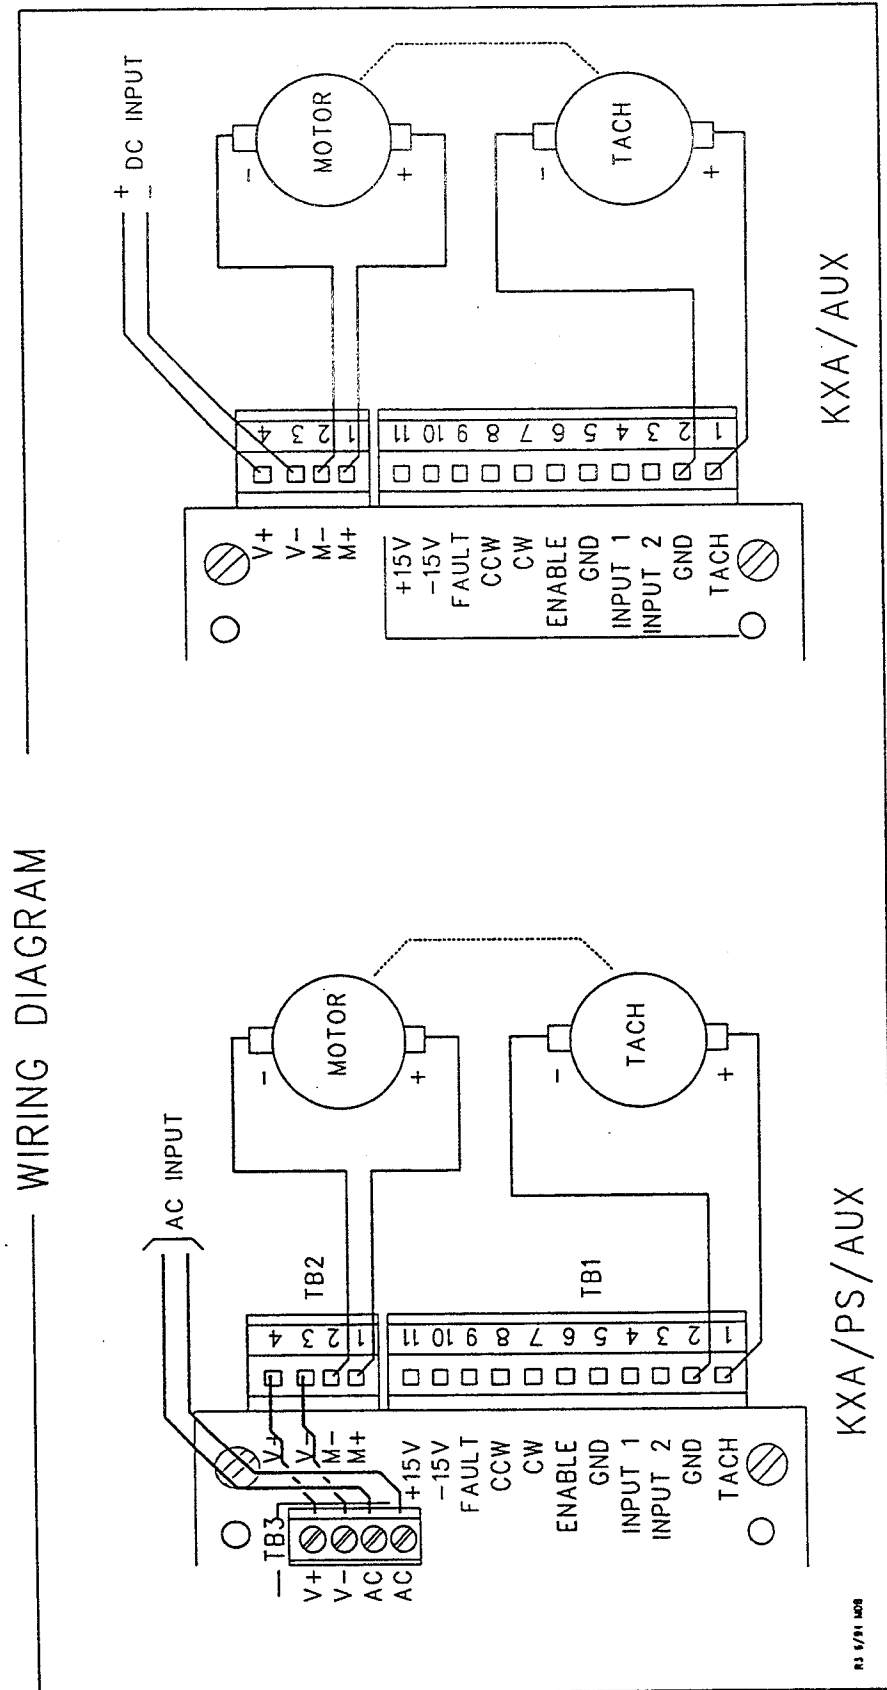 WIRING DIAGRAM
AC INPUT
MOTOR
-
+
TACH
-
+
TB2
4
3
2
1
TB1
11
10
9
8
7
6
5
4
3
2
1
V+
V-
M-
M+
+15V
-15V
FAULT
CCW
CW
ENABLE
GND
INPUT 1
INPUT 2
GND
TACH
TB3
V+
V-
AC
AC
KXA/PS/AUX
+ DC INPUT
-
MOTOR
-
+
TACH
-
+
4
3
2
1
11
10
9
8
7
6
5
4
3
2
1
V+
V-
M-
M+
+15V
-15V
FAULT
CCW
CW
ENABLE
GND
INPUT 1
INPUT 2
GND
TACH
KXA/AUX